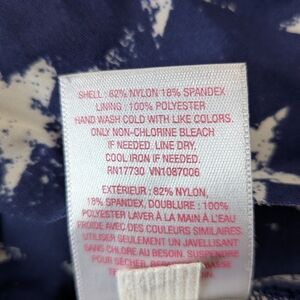 SHELL : 82% NYLON 18% SPANDEX
LINING : 100% POLYESTER
HAND WASH COLD WITH LIKE COLORS.
ONLY NON-CHLORINE BLEACH
IF NEEDED. LINE DRY.
COOL IRON IF NEEDED.
RN17730 VN1087006
EXTÉRIEUR : 82% NYLON,
18% SPANDEX, DOUBLURE : 100%
POLYESTER LAVER À LA MAIN À L'EAU
FROIDE AVEC DES COULEURS SIMILAIRES.
UTILISER SEULEMENT UN JAVELLISANT
SANS CHLORE AU BESOIN. SUSPENDRE
POUR SÉCHER.